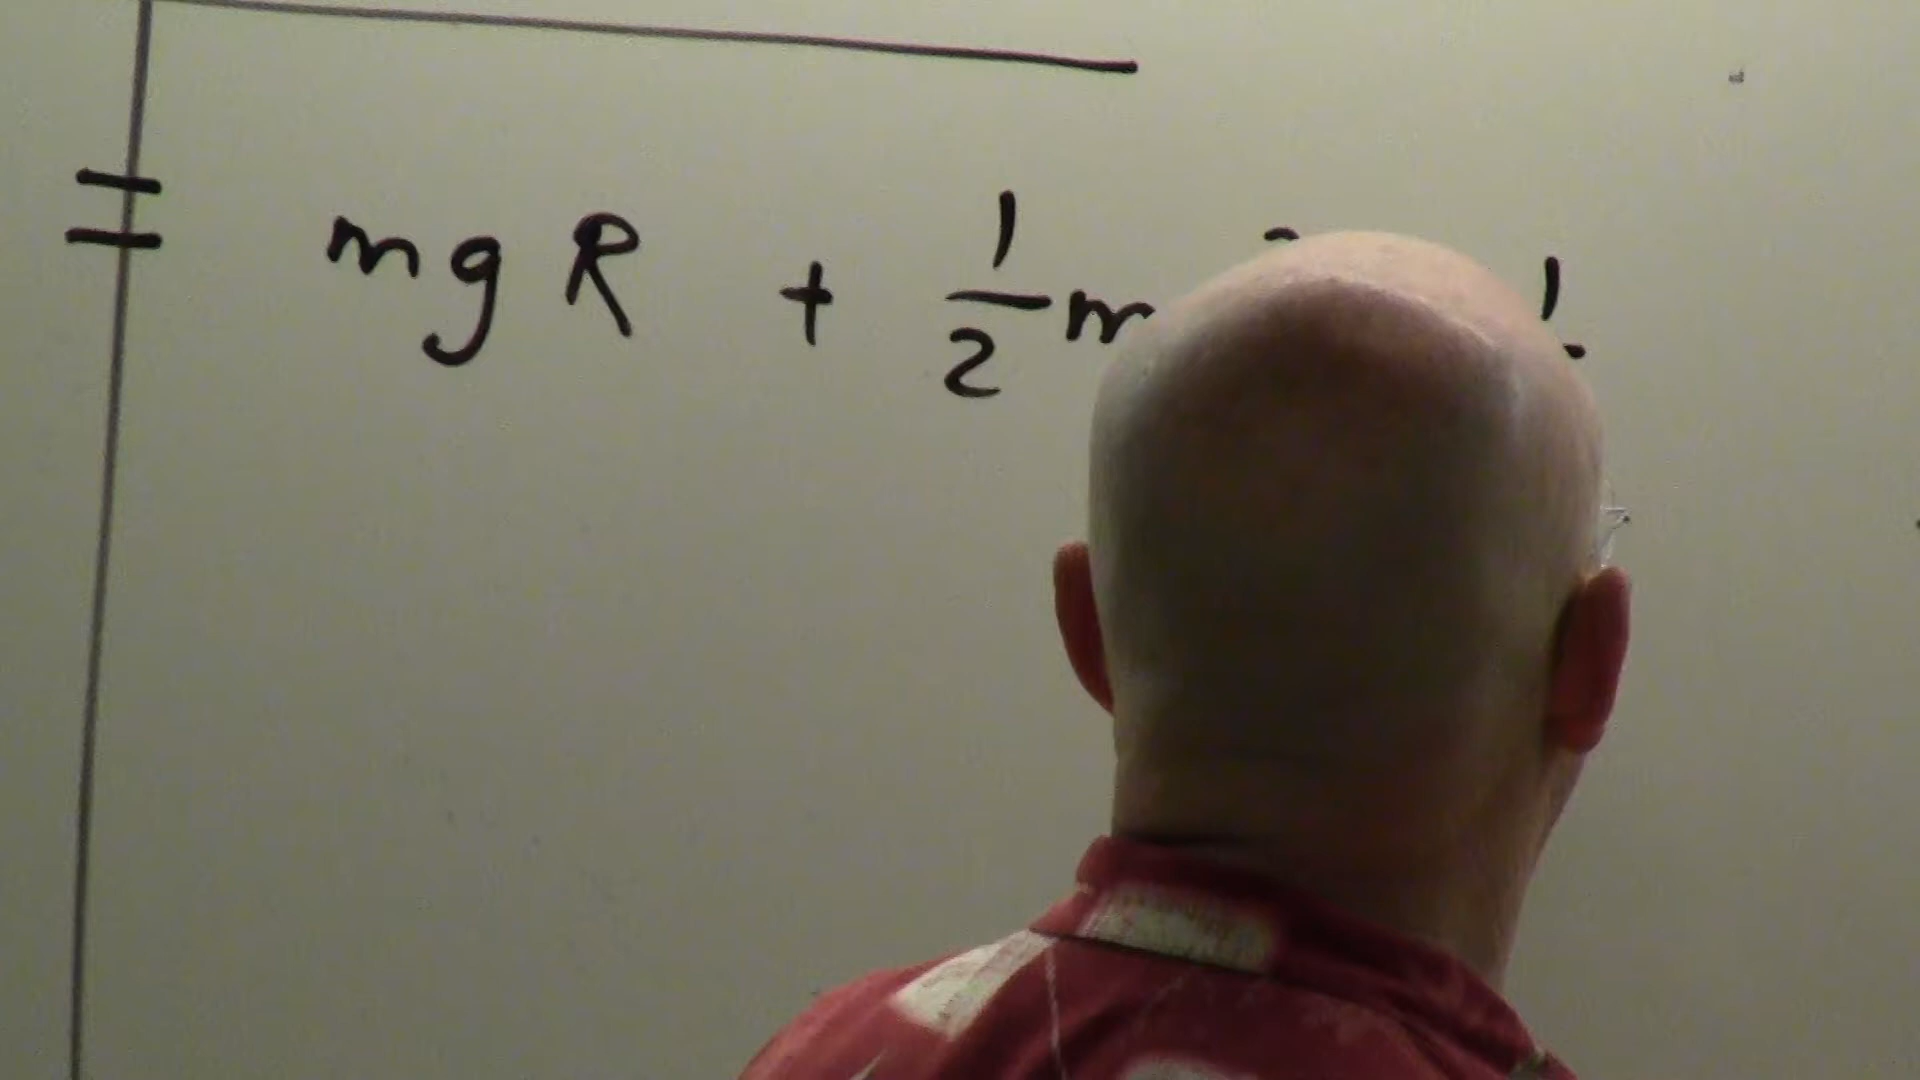 = mgR + 1/2 m